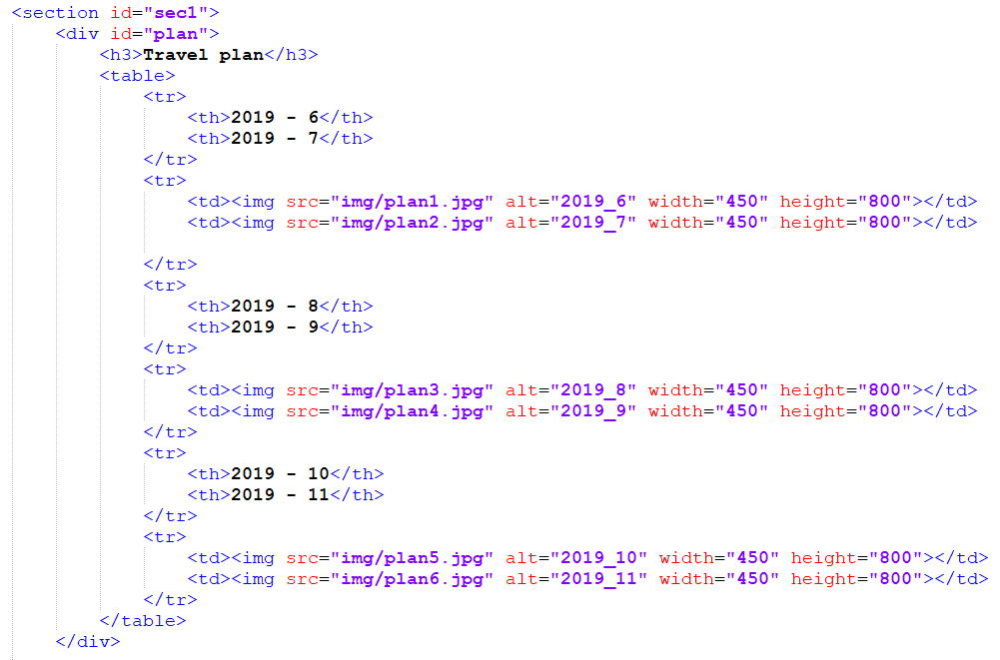 <section id="sec1">
    <div id="plan">
        <h3>Travel plan</h3>
        <table>
            <tr>
                <th>2019 - 6</th>
                <th>2019 - 7</th>
            </tr>
            <tr>
                <td><img src="img/plan1.jpg" alt="2019_6" width="450" height="800"></td>
                <td><img src="img/plan2.jpg" alt="2019_7" width="450" height="800"></td>

            </tr>
            <tr>
                <th>2019 - 8</th>
                <th>2019 - 9</th>
            </tr>
            <tr>
                <td><img src="img/plan3.jpg" alt="2019_8" width="450" height="800"></td>
                <td><img src="img/plan4.jpg" alt="2019_9" width="450" height="800"></td>
            </tr>
            <tr>
                <th>2019 - 10</th>
                <th>2019 - 11</th>
            </tr>
            <tr>
                <td><img src="img/plan5.jpg" alt="2019_10" width="450" height="800"></td>
                <td><img src="img/plan6.jpg" alt="2019_11" width="450" height="800"></td>
            </tr>
        </table>
    </div>